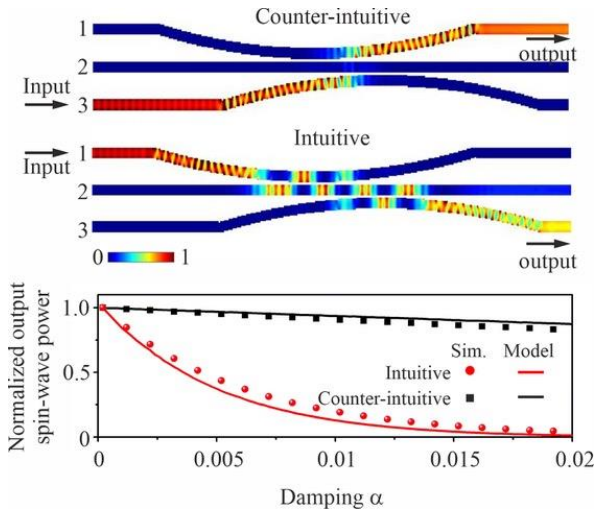 Counter-intuitive
1
output
2
Input
3
Intuitive
Input
1
2
3
0 1
output
Normalized output
spin-wave power
1.0
0.5
0
Sim. Model
Intuitive
Counter-intuitive
0 0.005 0.01 0.015 0.02
Damping α